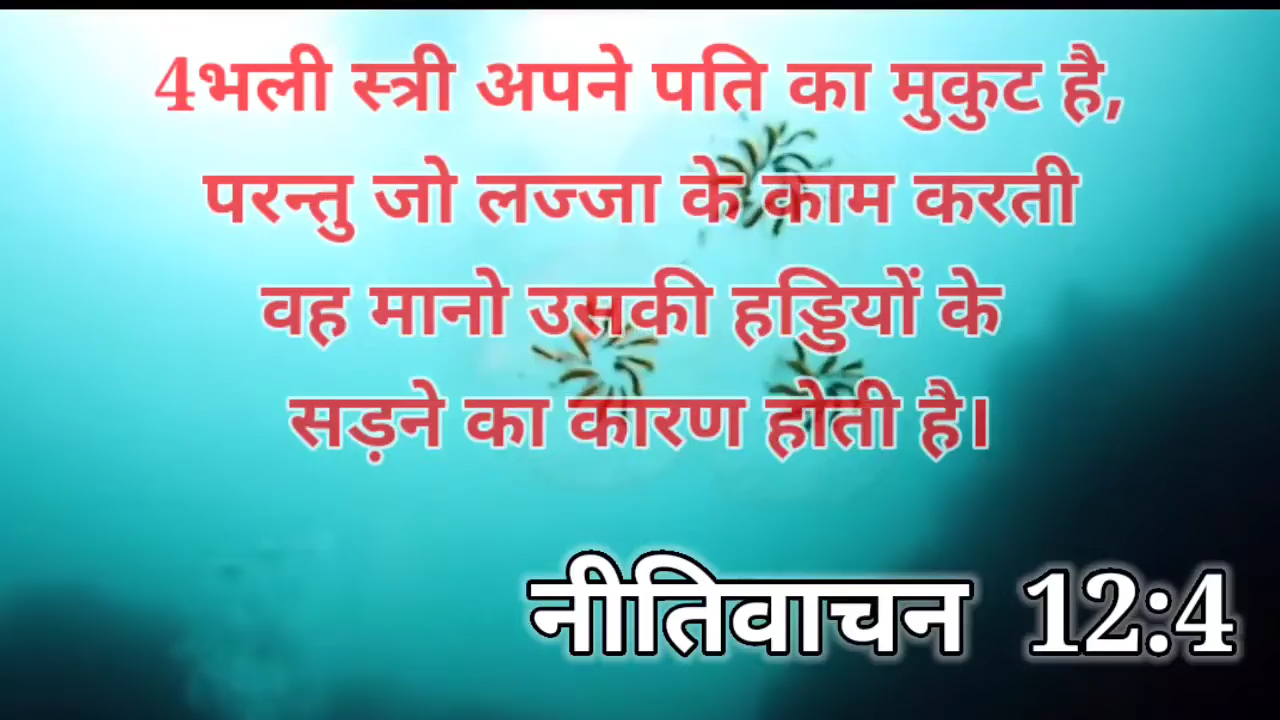 4भली स्त्री अपने पति का मुकुट है,
परन्तु जो लज्जा के काम करती
वह मानो उसकी हड्डियों के
सड़ने का कारण होती है।
नीतिवाचन 12:4